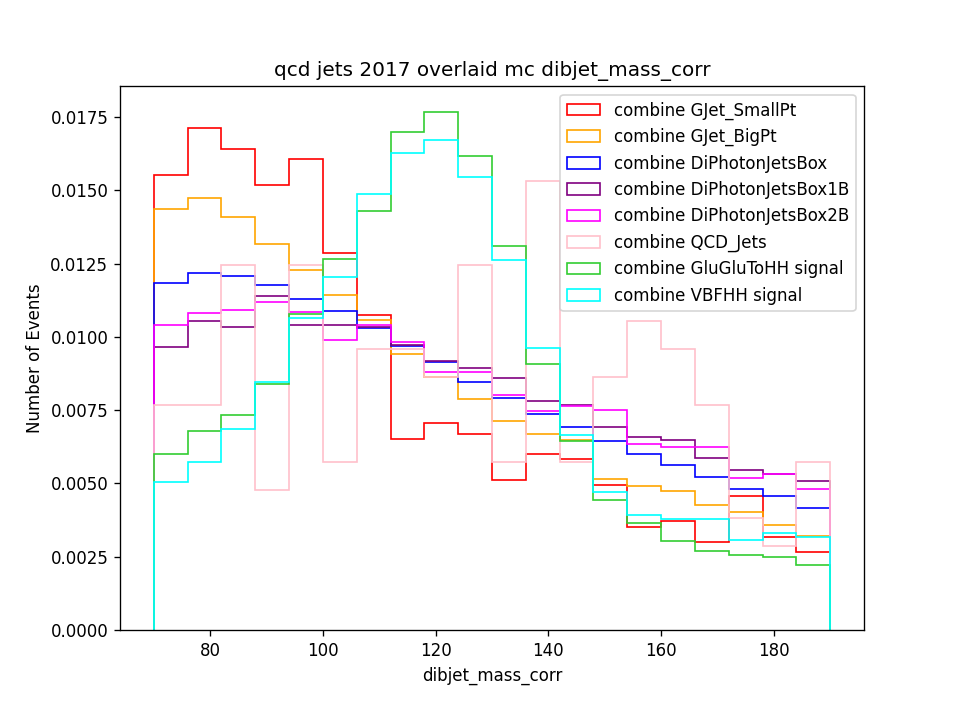 qcd jets 2017 overlaid mc dibjet_mass_corr
combine GJet_SmallPt
combine GJet_BigPt
combine DiPhotonJetsBox
combine DiPhotonJetsBox1B
combine DiPhotonJetsBox2B
combine QCD_Jets
combine GluGluToHH signal
combine VBFHH signal
Number of Events
0.0175
0.0150
0.0125
0.0100
0.0075
0.0050
0.0025
0.0000
80 100 120 140 160 180
dibjet_mass_corr